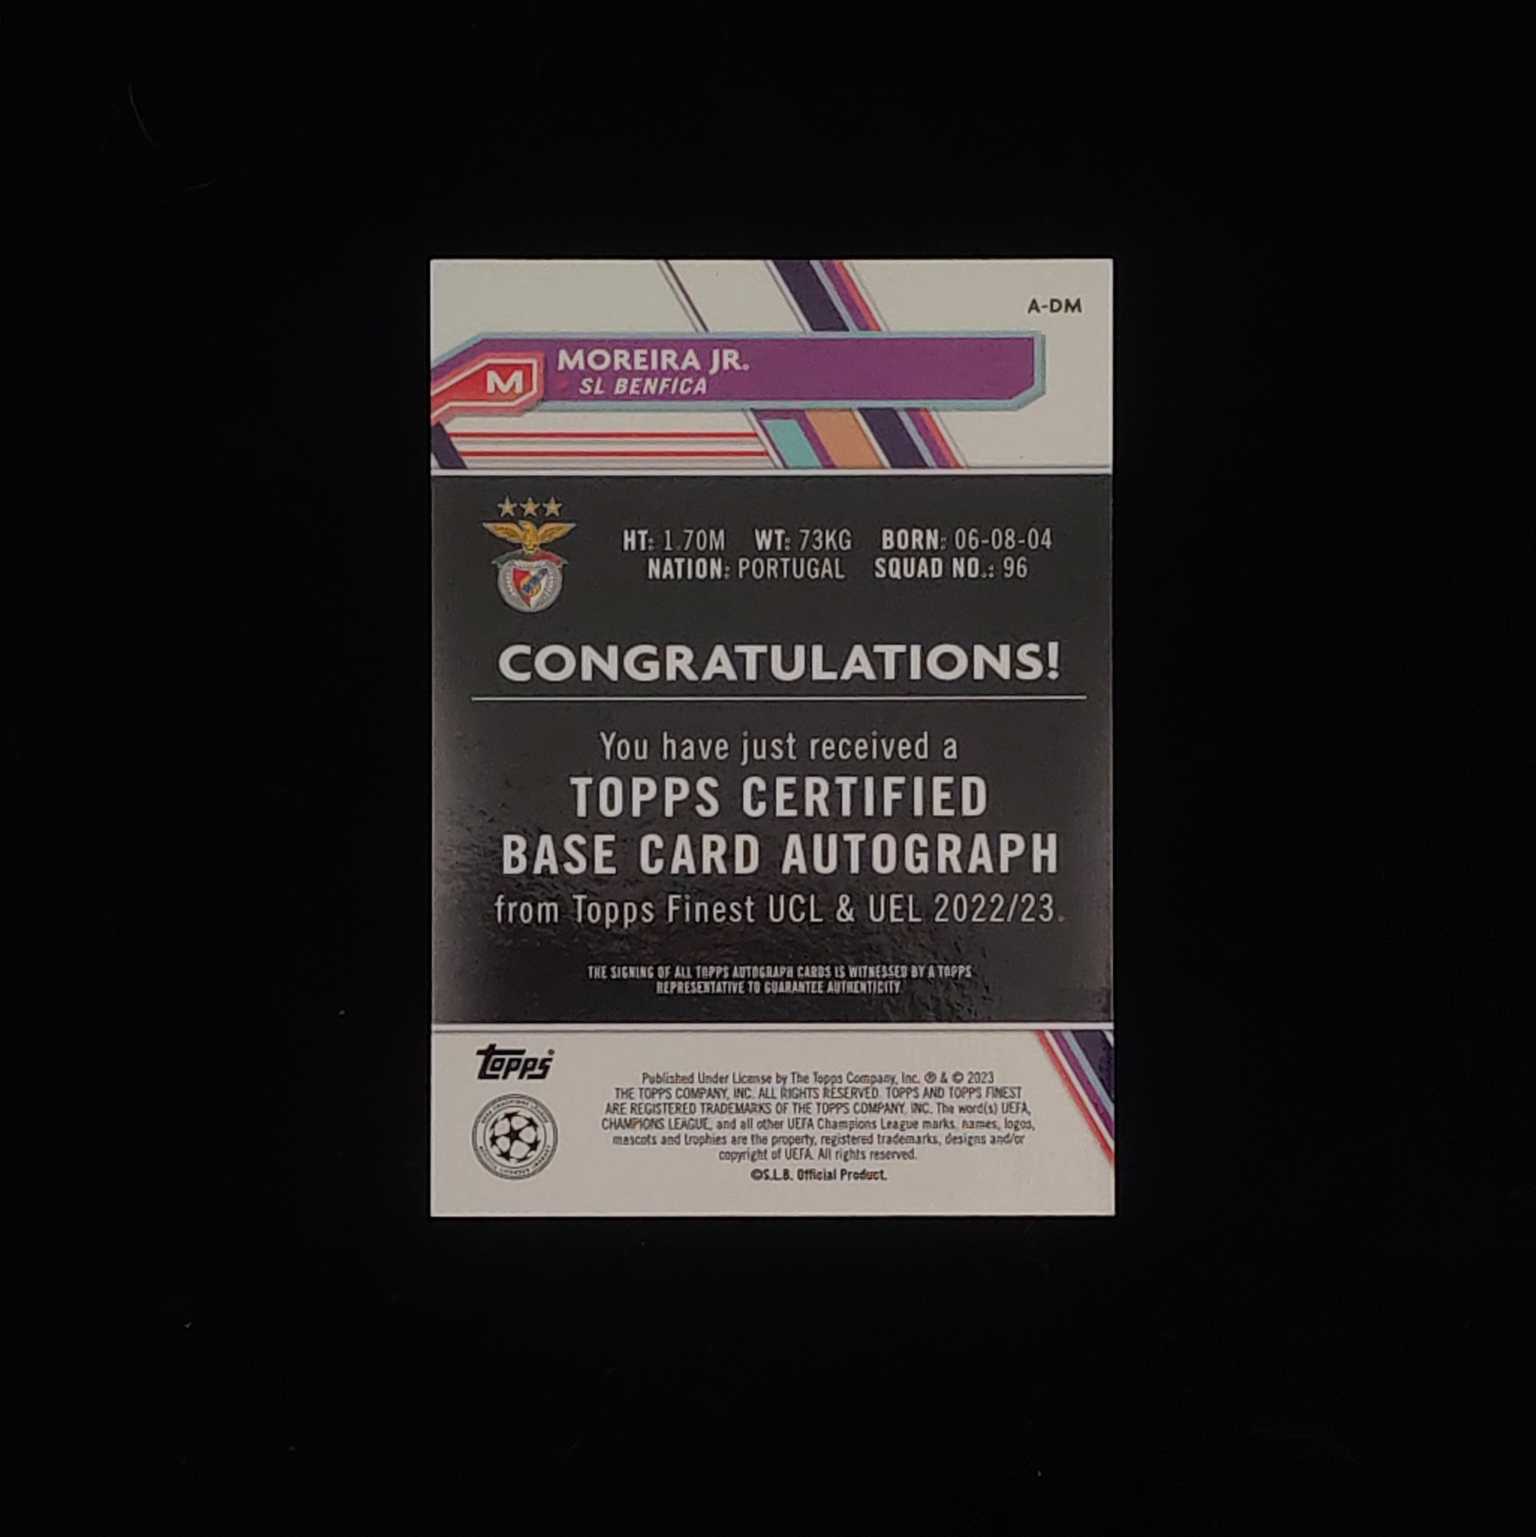 A-DM
MOREIRA JR.
M
SL BENFICA
HT: 1.70M WT: 73KG BORN: 06-08-04
NATION: PORTUGAL SQUAD NO.: 96
CONGRATULATIONS!
You have just received a
TOPPS CERTIFIED
BASE CARD AUTOGRAPH
from Topps Finest UCL & UEL 2022/23.
THE SIGNING OF ALL TOPPS AUTOGRAPH CARDS IS WITNESSED BY A TOPPS
REPRESENTATIVE TO GUARANTEE AUTHENTICITY
topps®
Published Under License by The Topps Company, Inc. ® & © 2023
THE TOPPS COMPANY, INC. ALL RIGHTS RESERVED. TOPPS AND TOPPS FINEST
ARE REGISTERED TRADEMARKS OF THE TOPPS COMPANY, INC. The word(s) UEFA,
CHAMPIONS LEAGUE, and all other UEFA Champions League marks, names, logos,
mascots and trophies are the property, registered trademarks, designs and/or
copyright of UEFA. All rights reserved.
©S.L.B. Official Product.